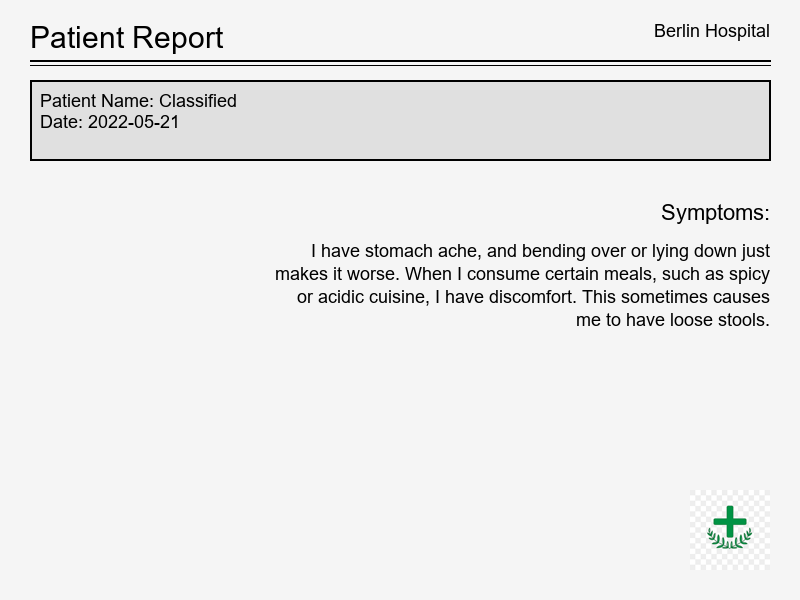 Patient Report
Berlin Hospital
Patient Name: Classified
Date: 2022-05-21
Symptoms:
I have stomach ache, and bending over or lying down just
makes it worse. When I consume certain meals, such as spicy
or acidic cuisine, I have discomfort. This sometimes causes
me to have loose stools.